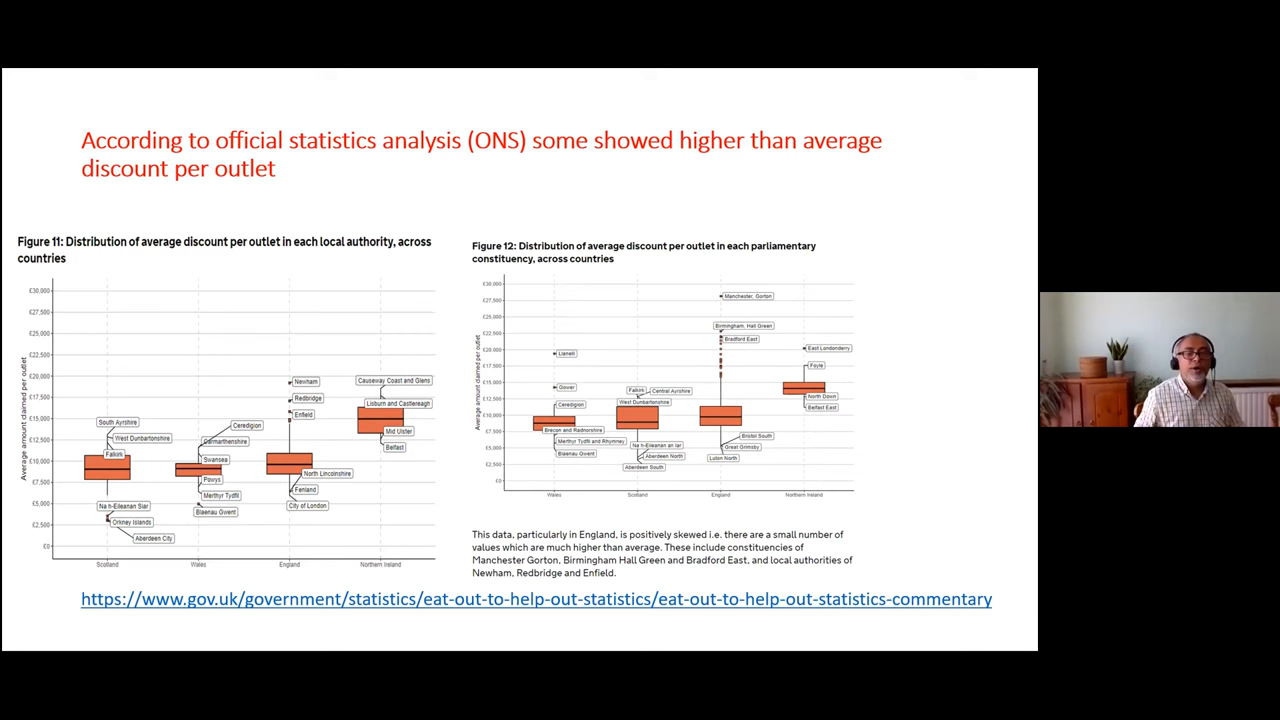 According to official statistics analysis (ONS) some showed higher than average
discount per outlet
Figure 11: Distribution of average discount per outlet in each local authority, across
countries
£30,000
£27,500
£25,000
£22,500
£20,000
£17,500
£15,000
£12,500
£10,000
£7,500
£5,000
£2,500
£0
Average amount claimed per outlet
South Ayrshire
West Dunbartonshire
Falkirk
Na h-Eileanan Siar
Orkney Islands
Aberdeen City
Ceredigion
Carmarthenshire
Swansea
Powys
Merthyr Tydfil
Blaenau Gwent
Newham
Redbridge
Enfield
North Lincolnshire
Fenland
City of London
Causeway Coast and Glens
Lisburn and Castlereagh
Mid Ulster
Belfast
Scotland
Wales
England
Northern Ireland
Figure 12: Distribution of average discount per outlet in each parliamentary
constituency, across countries
£30,000
£27,500
£25,000
£22,500
£20,000
£17,500
£15,000
£12,500
£10,000
£7,500
£5,000
£2,500
£0
Average amount claimed per outlet
Llanelli
Gower
Ceredigion
Brecon and Radnorshire
Merthyr Tydfil and Rhymney
Blaenau Gwent
Falkirk
Central Ayrshire
West Dunbartonshire
Na h-Eileanan an Iar
Aberdeen North
Aberdeen South
Manchester, Gorton
Birmingham, Hall Green
Bradford East
Bristol South
Great Grimsby
Luton North
East Londonderry
Foyle
North Down
Belfast East
Wales
Scotland
England
Northern Ireland
This data, particularly in England, is positively skewed i.e. there are a small number of
values which are much higher than average. These include constituencies of
Manchester Gorton, Birmingham Hall Green and Bradford East, and local authorities of
Newham, Redbridge and Enfield.
https://www.gov.uk/government/statistics/eat-out-to-help-out-statistics/eat-out-to-help-out-statistics-commentary